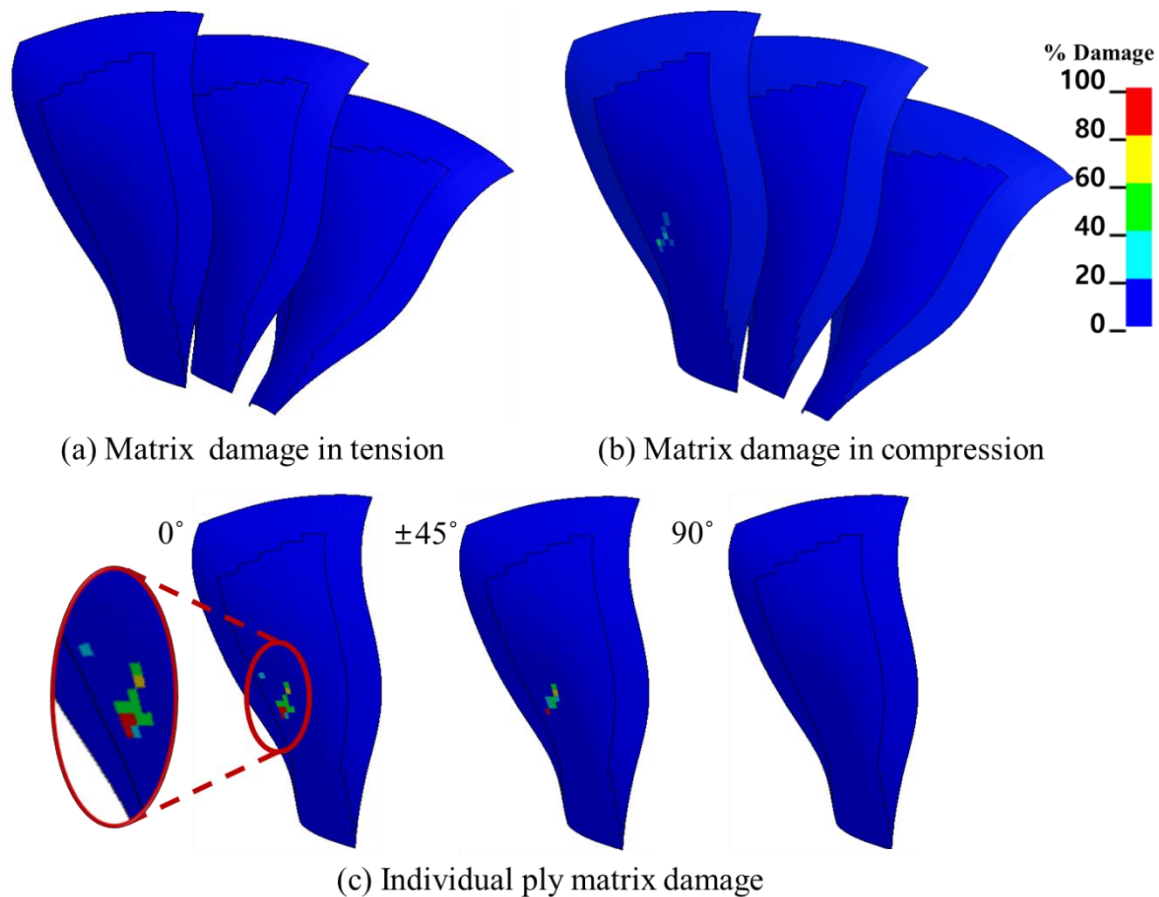 % Damage
100
80
60
40
20
0
(a) Matrix damage in tension
(b) Matrix damage in compression
0°
±45°
90°
(c) Individual ply matrix damage